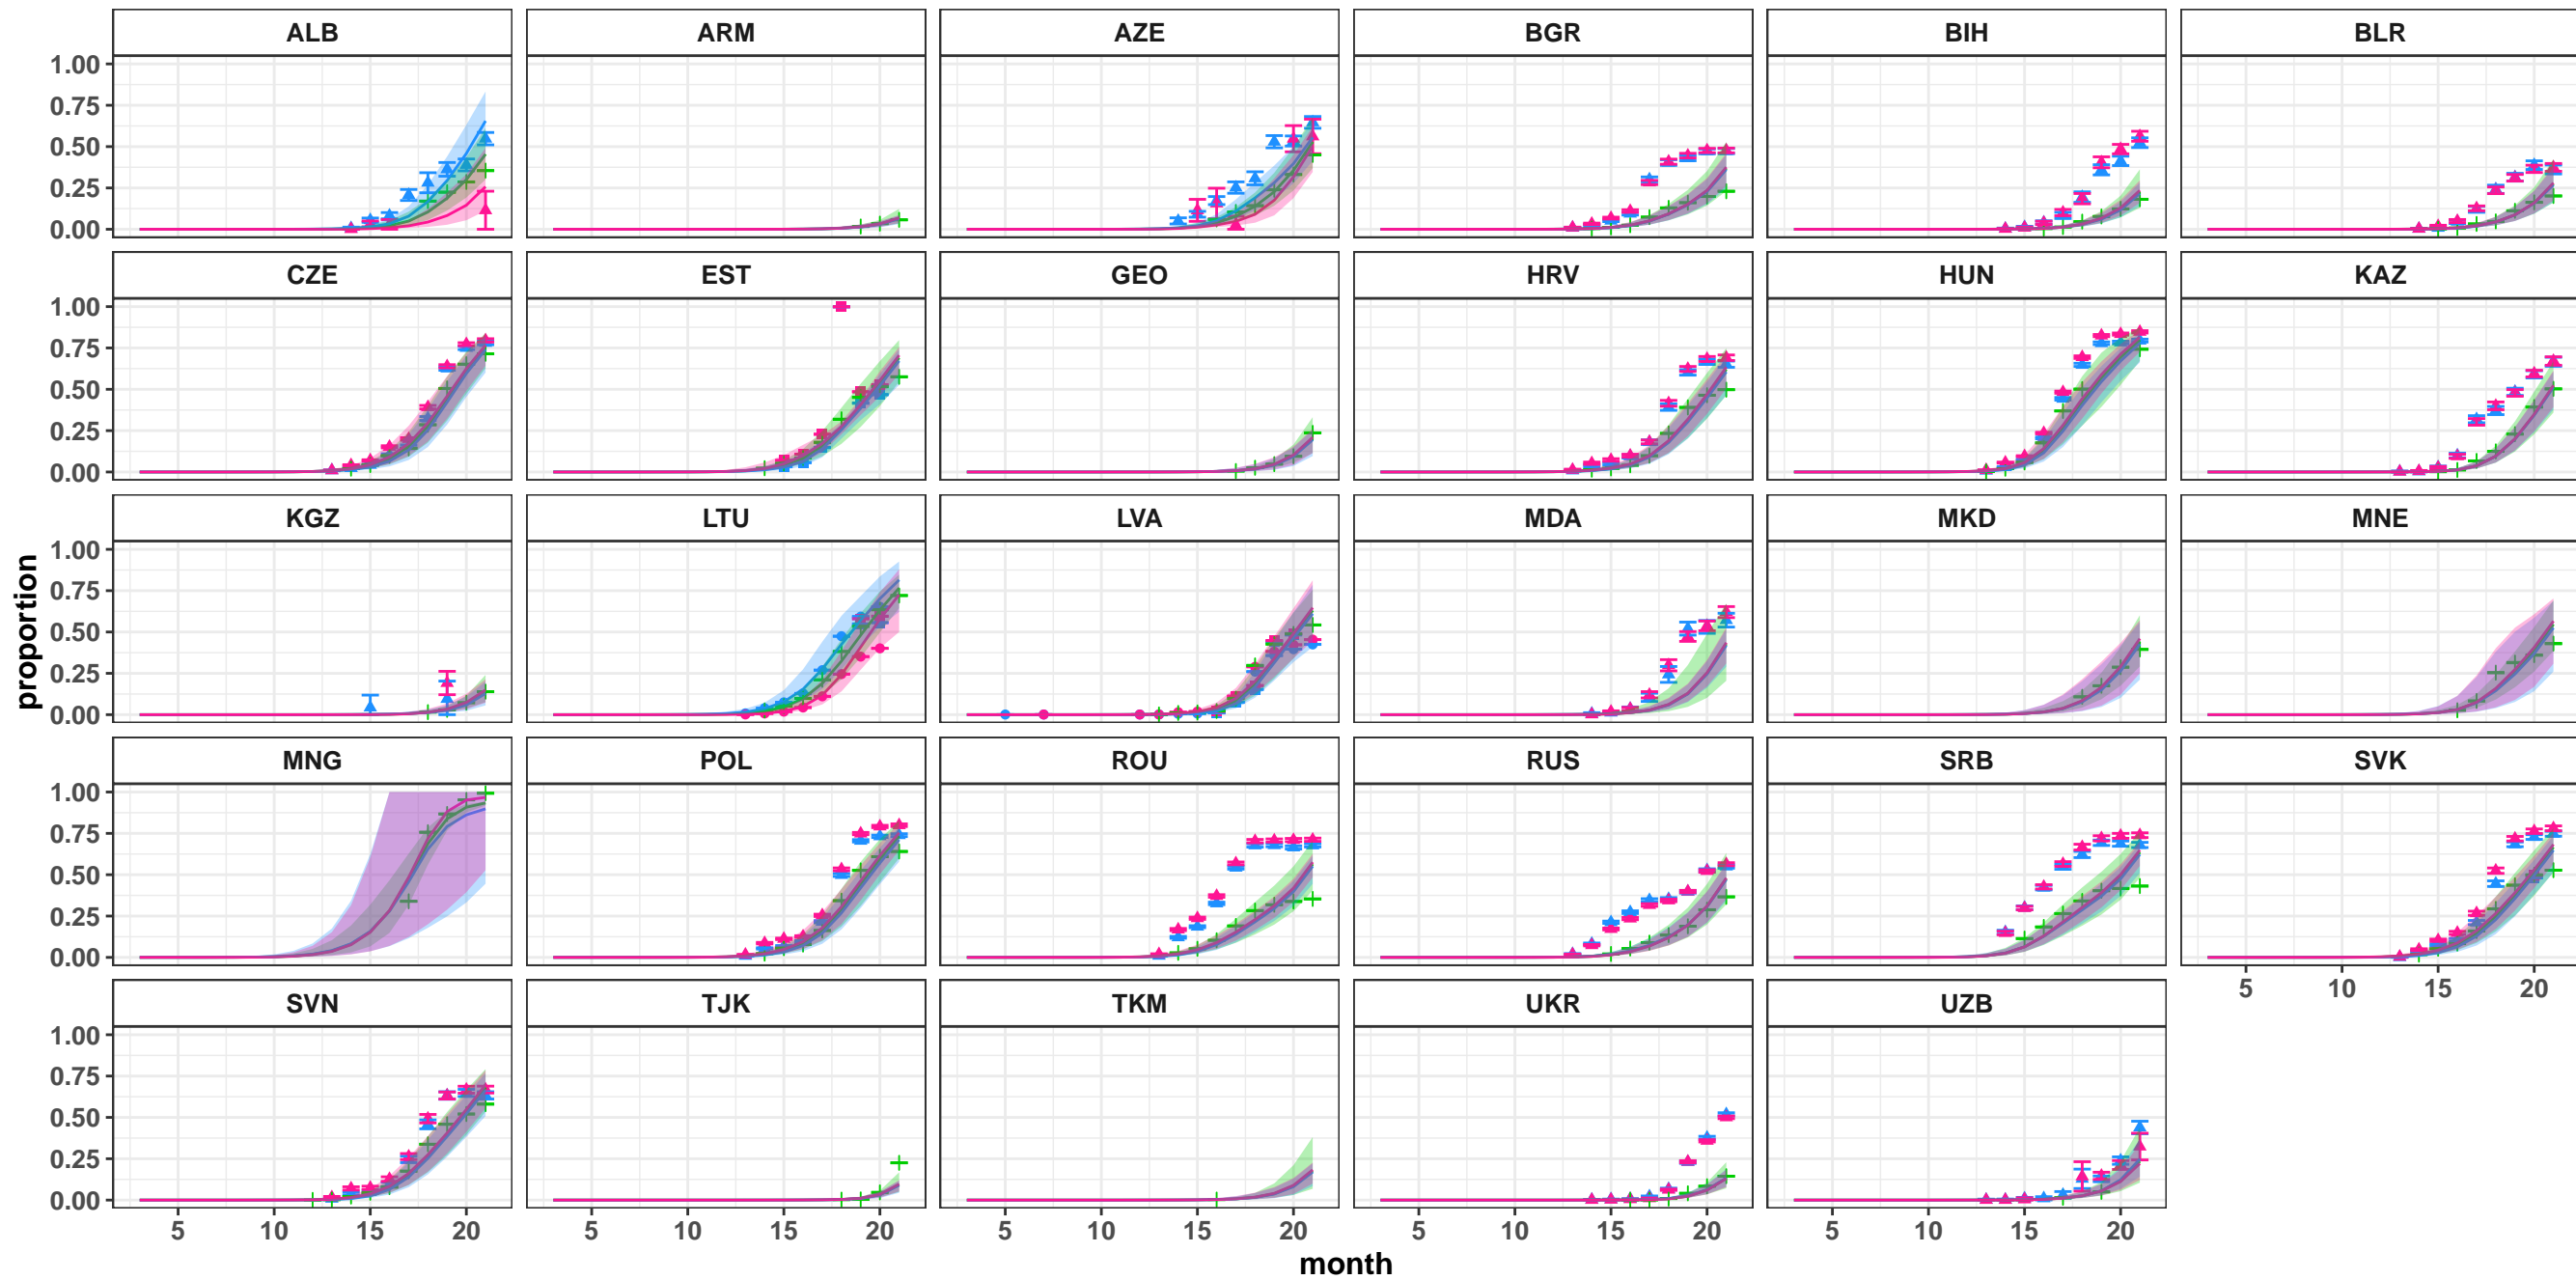 ALB ARM AZE BGR BIH BLR
1.00
0.75
0.50
0.25
0.00
CZE EST GEO HRV HUN KAZ
1.00
0.75
0.50
0.25
0.00
KGZ LTU LVA MDA MKD MNE
1.00
0.75
0.50
0.25
0.00
proportion
MNG POL ROU RUS SRB SVK
1.00
0.75
0.50
0.25
0.00
5 10 15 20
SVN TJK TKM UKR UZB
1.00
0.75
0.50
0.25
0.00
5 10 15 20 5 10 15 20 5 10 15 20 5 10 15 20 5 10 15 20
month